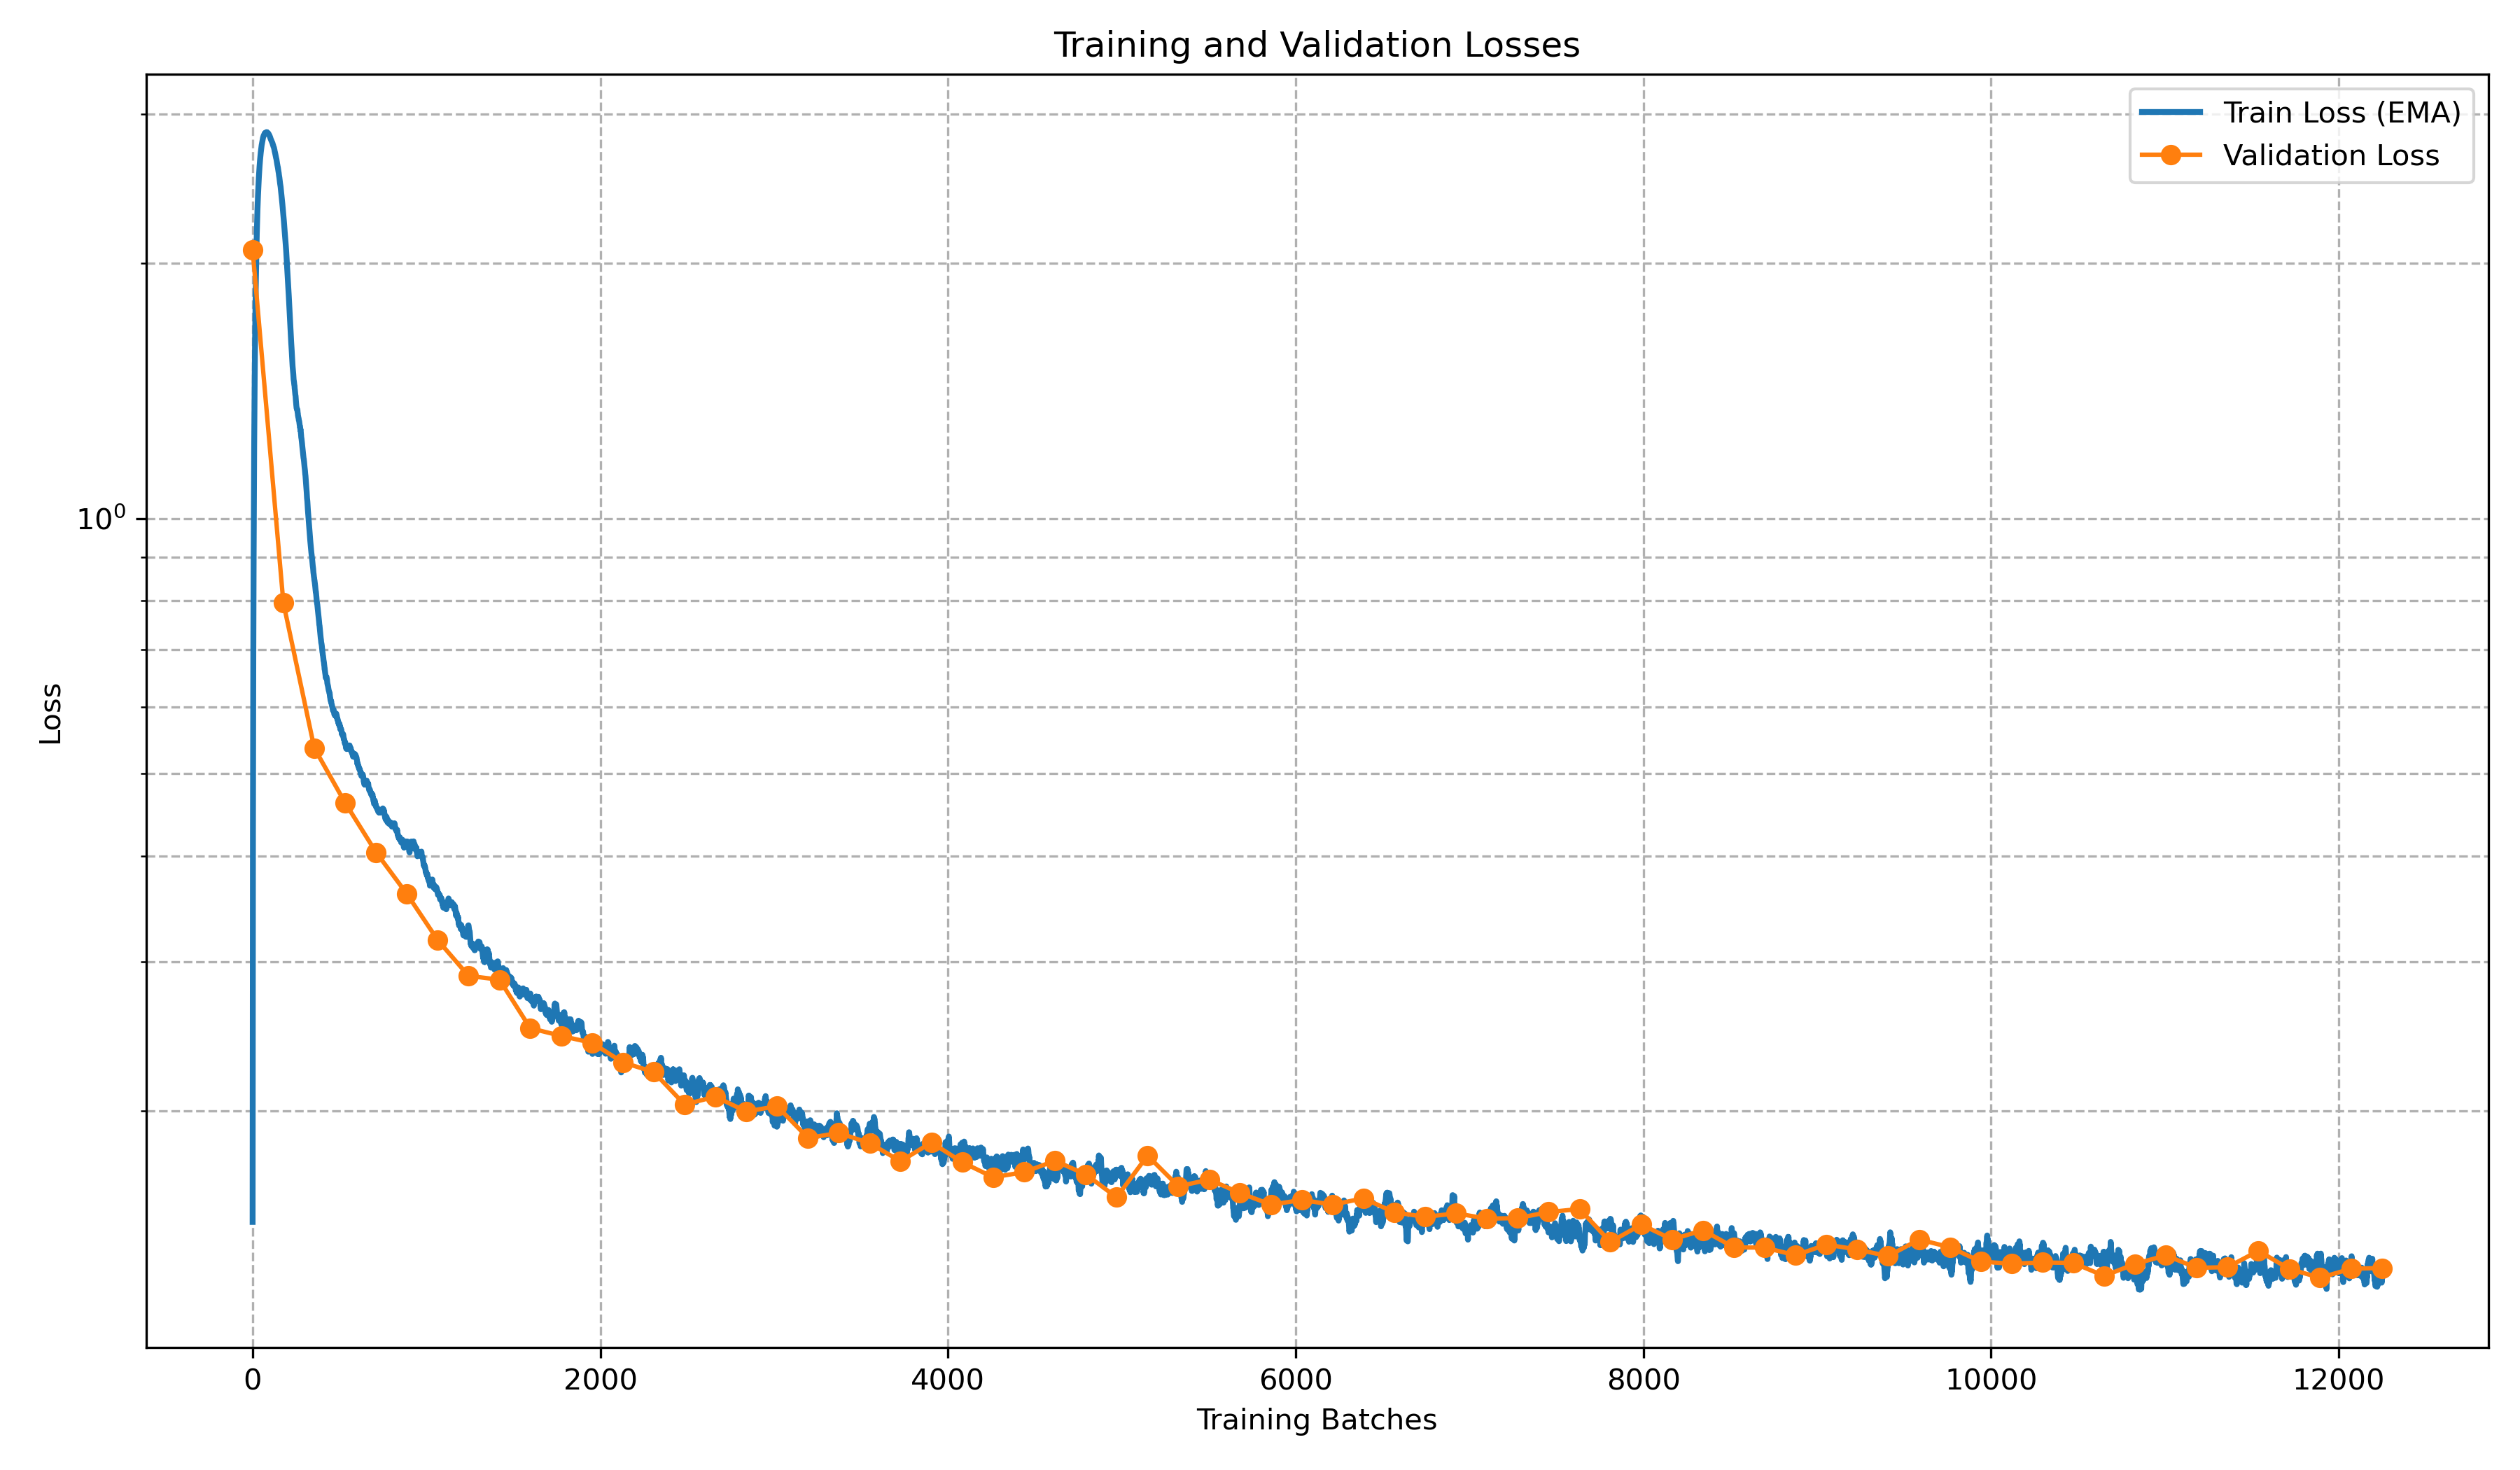 Training and Validation Losses
Train Loss (EMA)
Validation Loss
10⁰
Loss
0 2000 4000 6000 8000 10000 12000
Training Batches